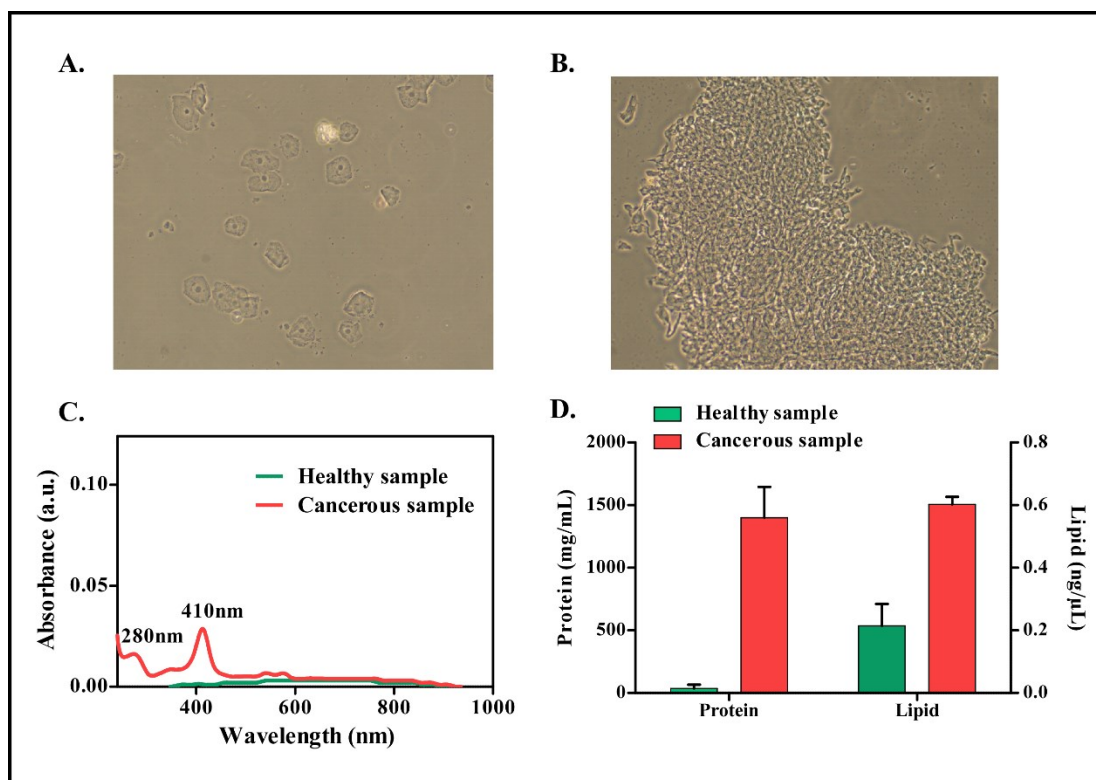 A.
B.
C.
Healthy sample
Cancerous sample
Absorbance (a.u.)
0.10
0.05
0.00
280nm
410nm
400
600
800
1000
Wavelength (nm)
D.
Healthy sample
Cancerous sample
Protein (mg/mL)
2000
1500
1000
500
0
Lipid (ng/µL)
0.8
0.6
0.4
0.2
0.0
Protein
Lipid